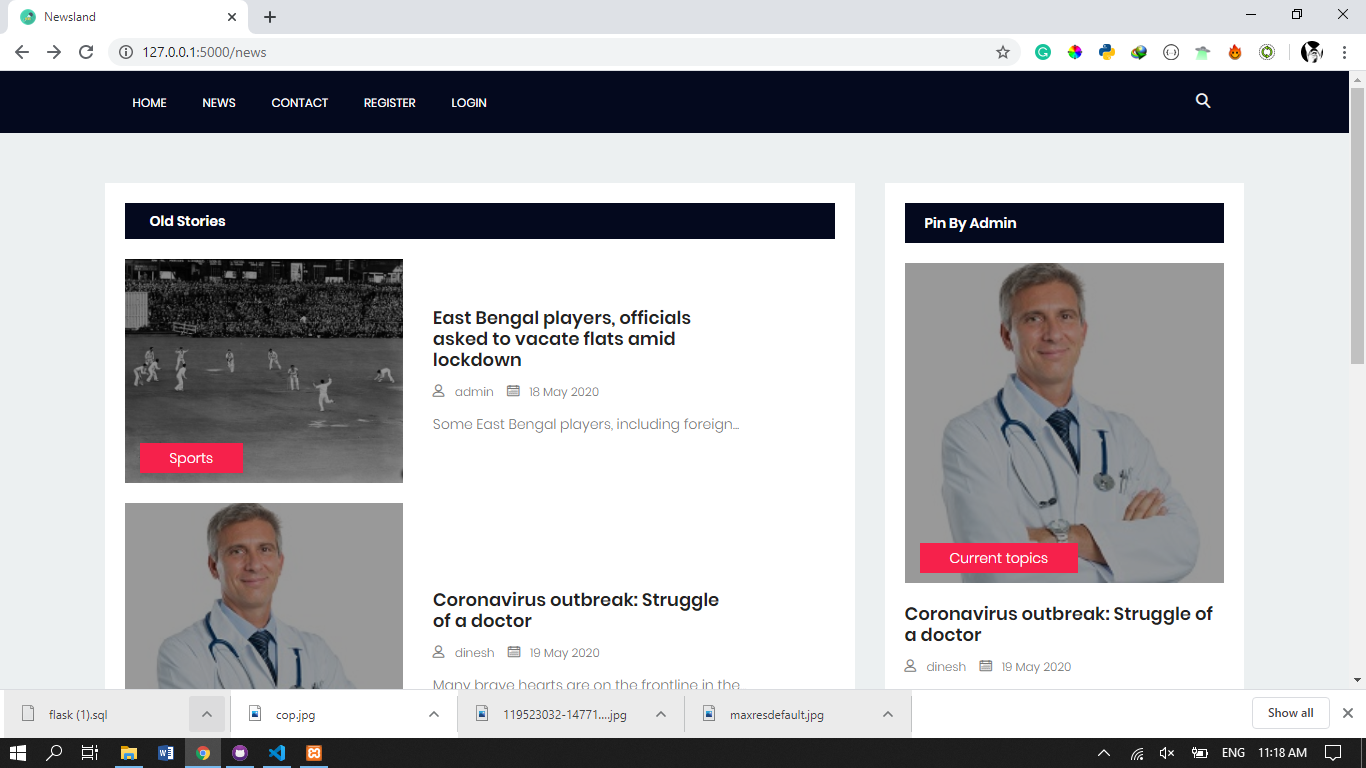 Newsland
127.0.0.1:5000/news
HOME NEWS CONTACT REGISTER LOGIN
Old Stories
Sports
East Bengal players, officials
asked to vacate flats amid
lockdown
admin 18 May 2020
Some East Bengal players, including foreign...
Coronavirus outbreak: Struggle
of a doctor
dinesh 19 May 2020
Many brave hearts are on the frontline in the...
Pin By Admin
Current topics
Coronavirus outbreak: Struggle of
a doctor
dinesh 19 May 2020
flask (1).sql
cop.jpg
119523032-14771....jpg
maxresdefault.jpg
Show all
ENG 11:18 AM